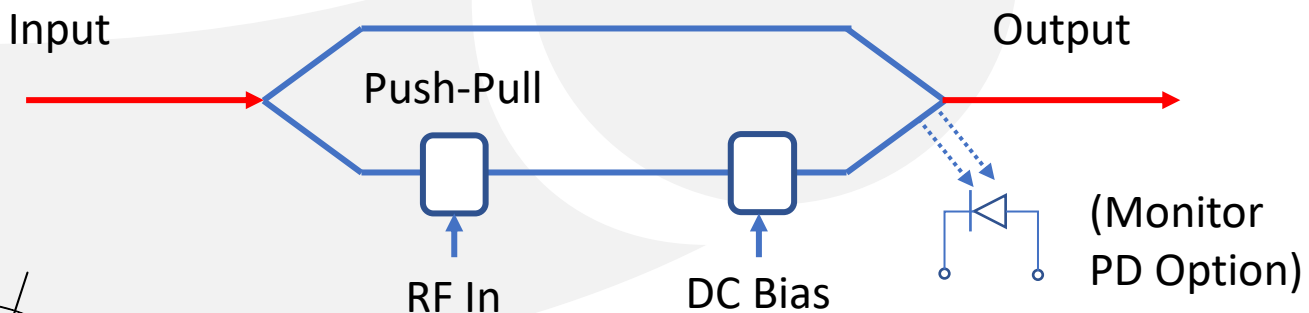 Input
Output
Push-Pull
(Monitor
PD Option)
RF In
DC Bias